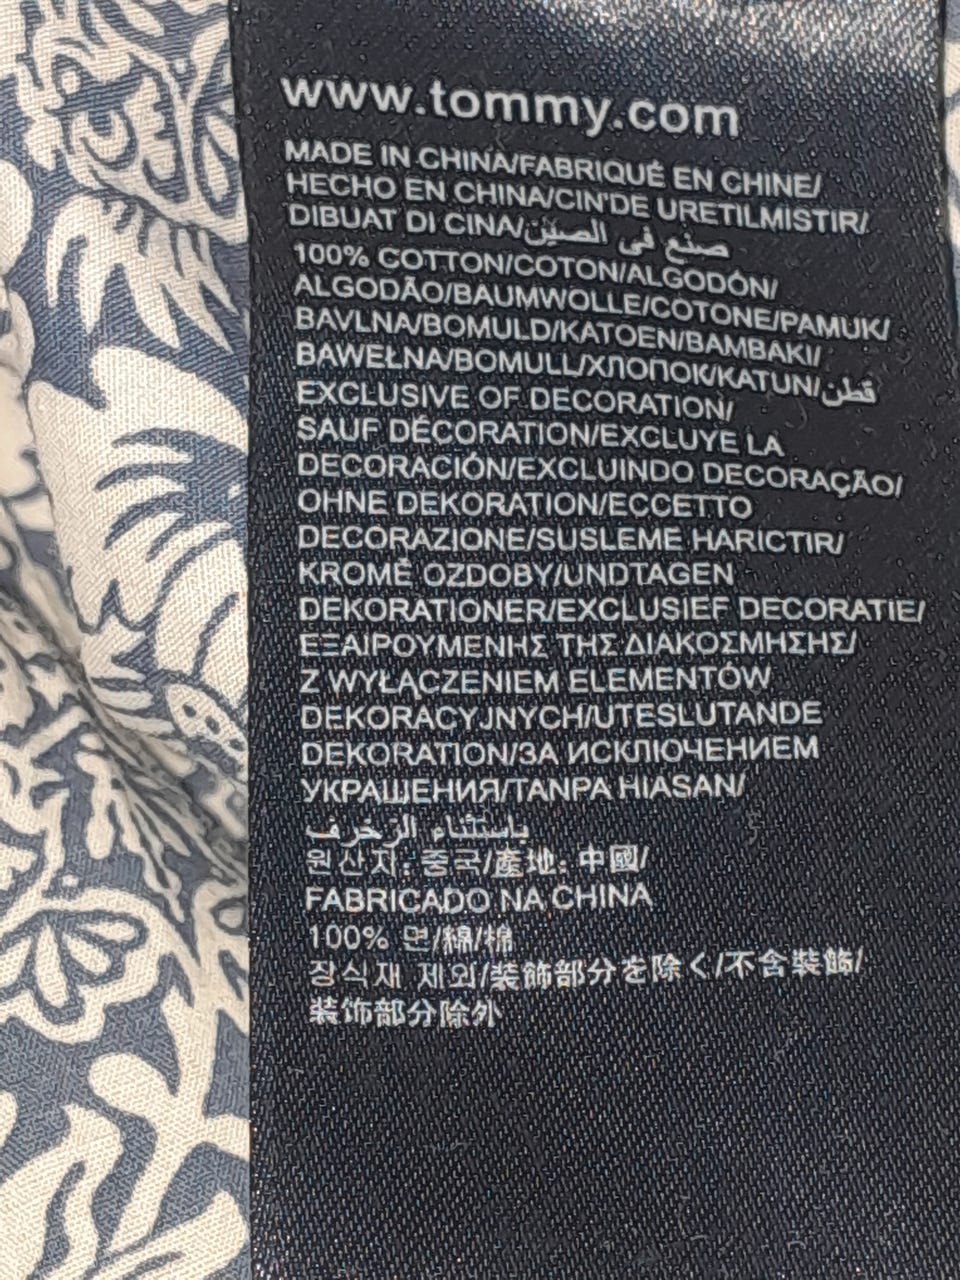 www.tommy.com
MADE IN CHINA/FABRIQUÉ EN CHINE/
HECHO EN CHINA/CIN'DE URETILMISTIR/
DIBUAT DI CINA/صنع في الصين
100% COTTON/COTON/ALGODÓN/
ALGODÃO/BAUMWOLLE/COTONE/PAMUK/
BAVLNA/BOMULD/KATOEN/BAMBAKI/
BAWEŁNA/BOMULL/ХЛОПОК/KATUN/قطن
EXCLUSIVE OF DECORATION/
SAUF DÉCORATION/EXCLUYE LA
DECORACIÓN/EXCLUINDO DECORAÇÃO/
OHNE DEKORATION/ECCETTO
DECORAZIONE/SUSLEME HARICTIR/
KROMĚ OZDOBY/UNDTAGEN
DEKORATIONER/EXCLUSIEF DECORATIE/
ΕΞΑΙΡΟΥΜΕΝΗΣ ΤΗΣ ΔΙΑΚΟΣΜΗΣΗΣ/
Z WYŁĄCZENIEM ELEMENTÓW
DEKORACYJNYCH/UTESLUTANDE
DEKORATION/ЗА ИСКЛЮЧЕНИЕМ
УКРАШЕНИЯ/TANPA HIASAN/
باستثناء الزخرف
원산지: 중국/產地: 中國/
FABRICADO NA CHINA
100% 면/綿/棉
장식재 제외/装飾部分を除く/不含裝飾/
装饰部分除外